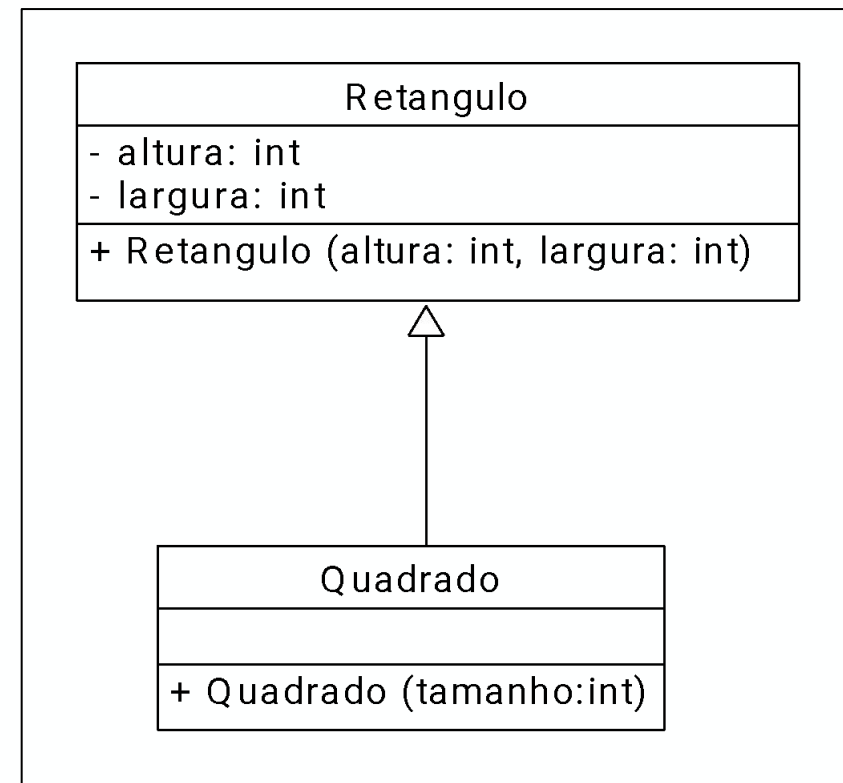 Retangulo
- altura: int
- largura: int
+ Retangulo (altura: int, largura: int)
Quadrado
+ Quadrado (tamanho:int)